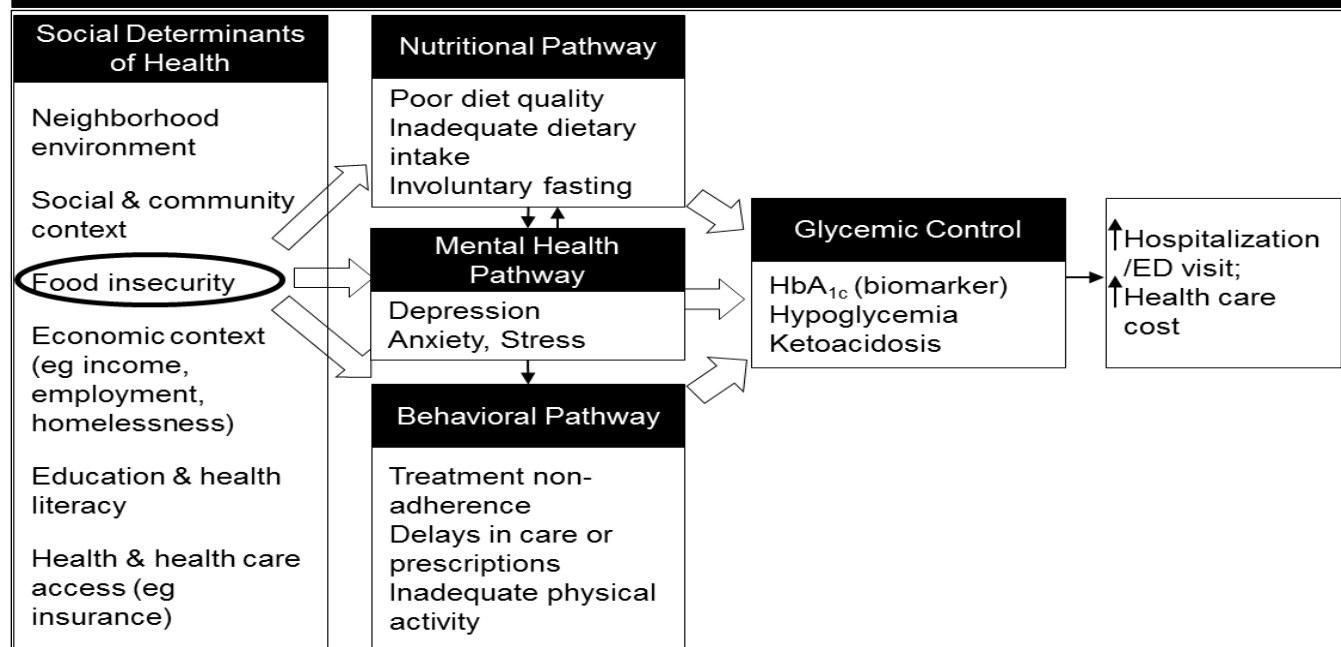 Social Determinants
of Health
Neighborhood
environment
Social & community
context
Food insecurity
Economic context
(eg income,
employment,
homelessness)
Education & health
literacy
Health & health care
access (eg
insurance)
Nutritional Pathway
Poor diet quality
Inadequate dietary
intake
Involuntary fasting
Mental Health
Pathway
Depression
Anxiety, Stress
Behavioral Pathway
Treatment non-
adherence
Delays in care or
prescriptions
Inadequate physical
activity
Glycemic Control
HbA1c (biomarker)
Hypoglycemia
Ketoacidosis
↑Hospitalization
/ED visit;
↑Health care
cost